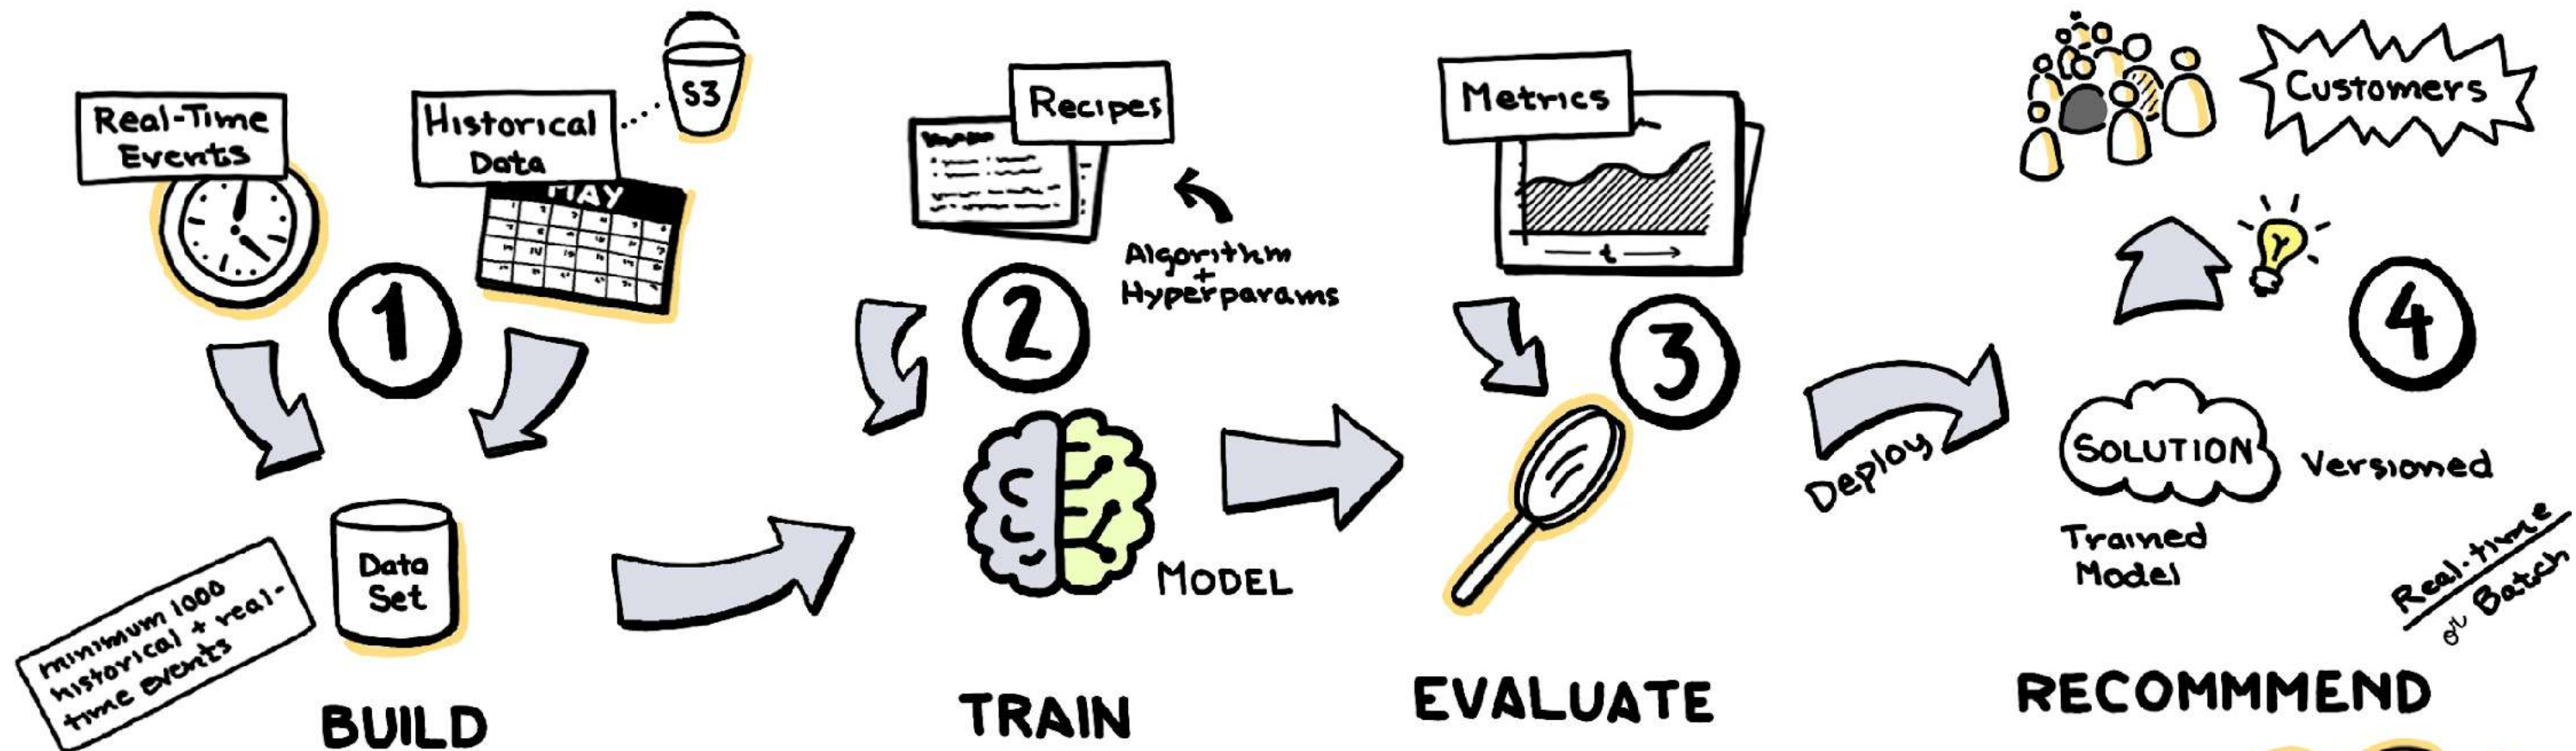 Real-Time
Events
Historical
Data
S3
MAY
1
Data
Set
minimum 1000
historical + real-
time events
BUILD
Recipes
Algorithm
+
Hyperparams
2
MODEL
TRAIN
Metrics
t
3
EVALUATE
Deploy
Customers
4
SOLUTION
Versioned
Trained
Model
Real-time
or Batch
RECOMMMEND